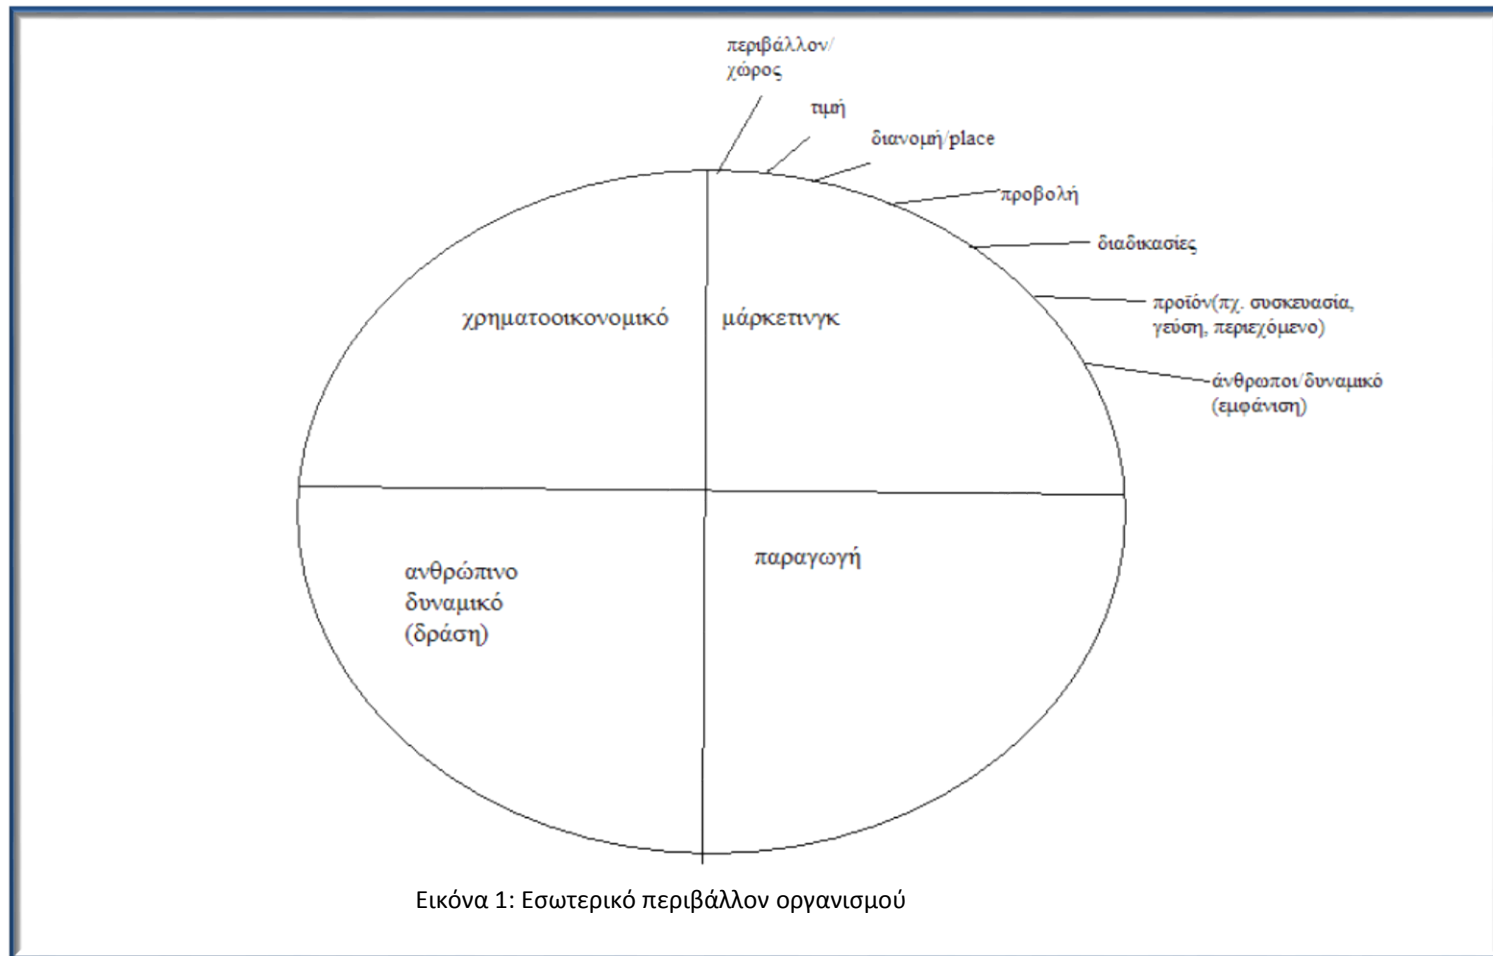 περιβάλλον/
χώρος
τιμή
διανομή/place
προβολή
διαδικασίες
προϊόν(πχ. συσκευασία,
γεύση, περιεχόμενο)
άνθρωποι/δυναμικό
(εμφάνιση)
χρηματοοικονομικό
μάρκετινγκ
ανθρώπινο
δυναμικό
(δράση)
παραγωγή
Εικόνα 1: Εσωτερικό περιβάλλον οργανισμού